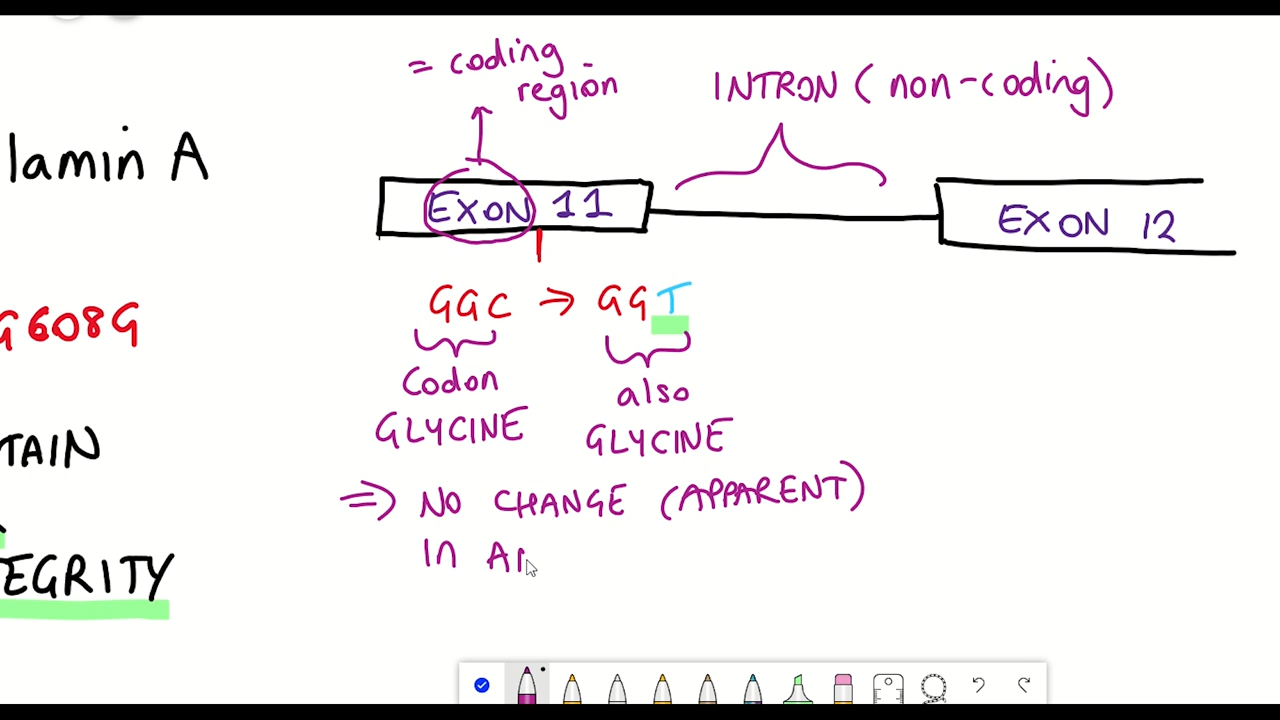 = coding
region
INTRON (non-coding)
lamin A
EXON 11
EXON 12
GGC => GGT
G608G
Codon
also
GLYCINE
GLYCINE
TAIN
=> NO CHANGE (APPARENT)
In
EGRITY